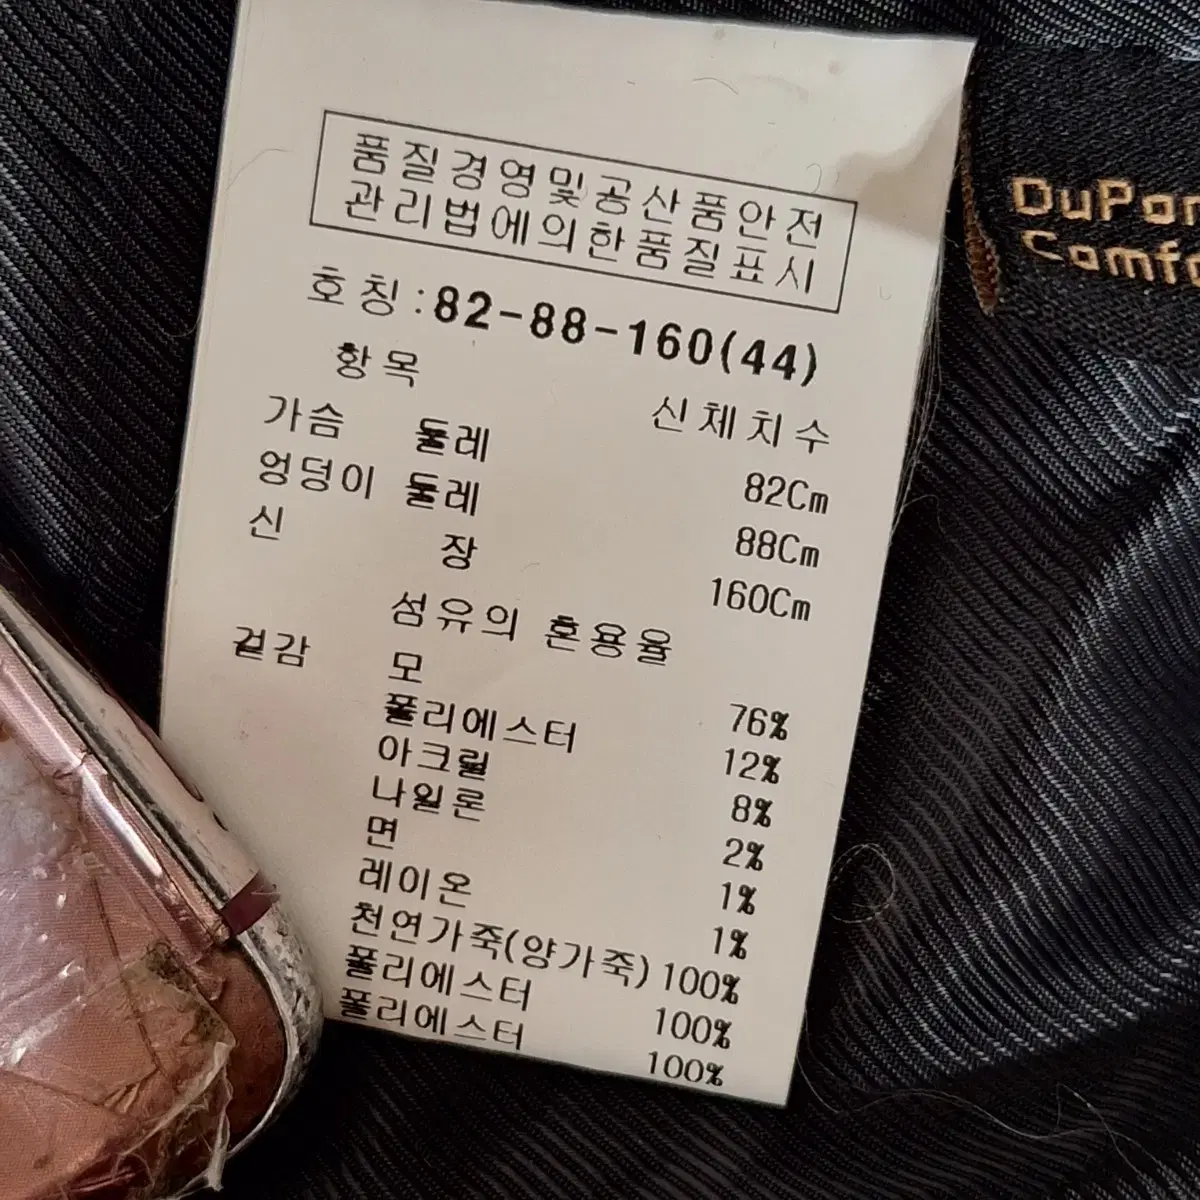 품질경영및공산품안전
관리법에의한품질표시
호칭:82-88-160(44)
항목 신체치수
가슴 둘레 82Cm
엉덩이 둘레 88Cm
신 장 160Cm
섬유의 혼용율
겉감 모 76%
폴리에스터 12%
아크릴 8%
나일론 2%
면 1%
레이온 1%
천연가죽(양가죽) 100%
폴리에스터 100%
폴리에스터 100%
DuPon
Comfo